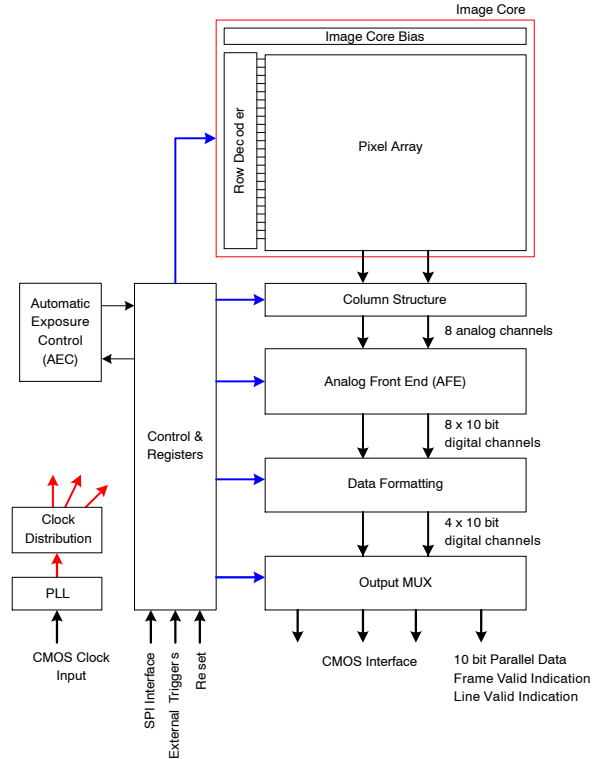 Image Core
Image Core Bias
Row Decoder
Pixel Array
Column Structure
8 analog channels
Automatic
Exposure
Control
(AEC)
Analog Front End (AFE)
8 x 10 bit
digital channels
Control &
Registers
Data Formatting
4 x 10 bit
digital channels
Clock
Distribution
PLL
Output MUX
CMOS Clock
Input
SPI Interface
External Triggers
Reset
CMOS Interface
10 bit Parallel Data
Frame Valid Indication
Line Valid Indication